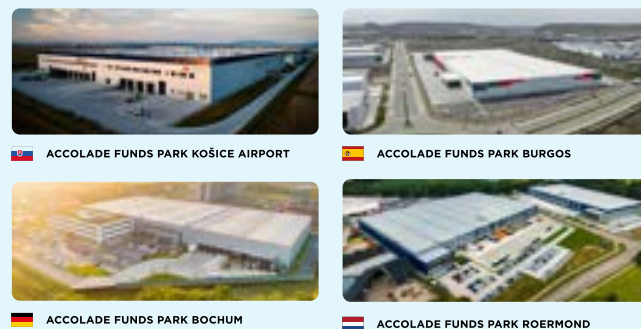 ACCOLADE FUNDS PARK KOŠICE AIRPORT
ACCOLADE FUNDS PARK BURGOS
ACCOLADE FUNDS PARK BOCHUM
ACCOLADE FUNDS PARK ROERMOND